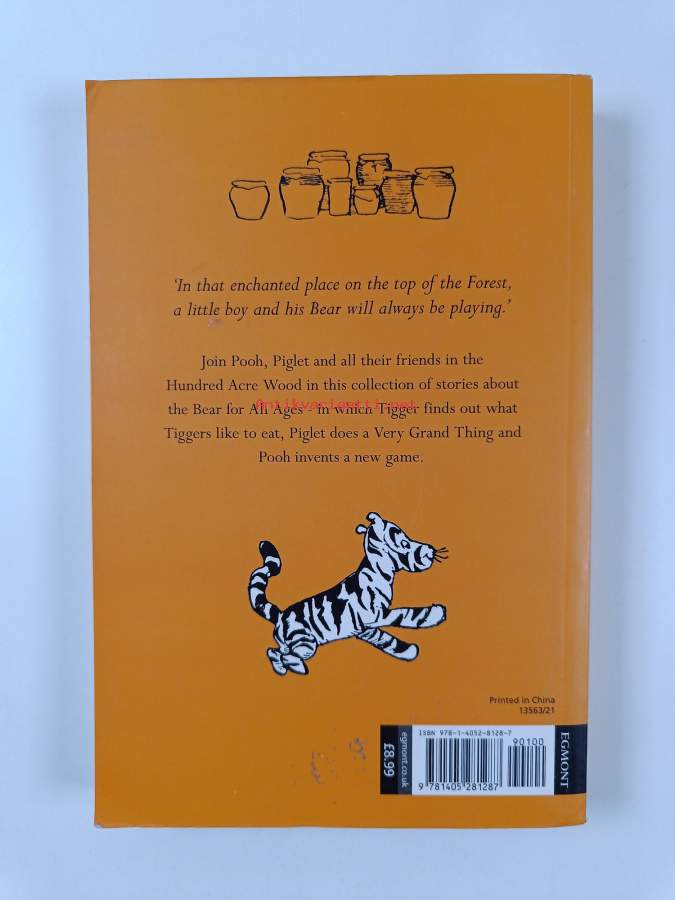 ‘In that enchanted place on the top of the Forest,
a little boy and his Bear will always be playing.’
Join Pooh, Piglet and all their friends in the
Hundred Acre Wood in this collection of stories about
the Bear for All Ages - in which Tigger finds out what
Tiggers like to eat, Piglet does a Very Grand Thing and
Pooh invents a new game.
antikvariaatti.net
Printed in China
13563/21
£8.99
egmont.co.uk
ISBN 978-1-4052-8128-7
90100
9 781405 281287
EGMONT